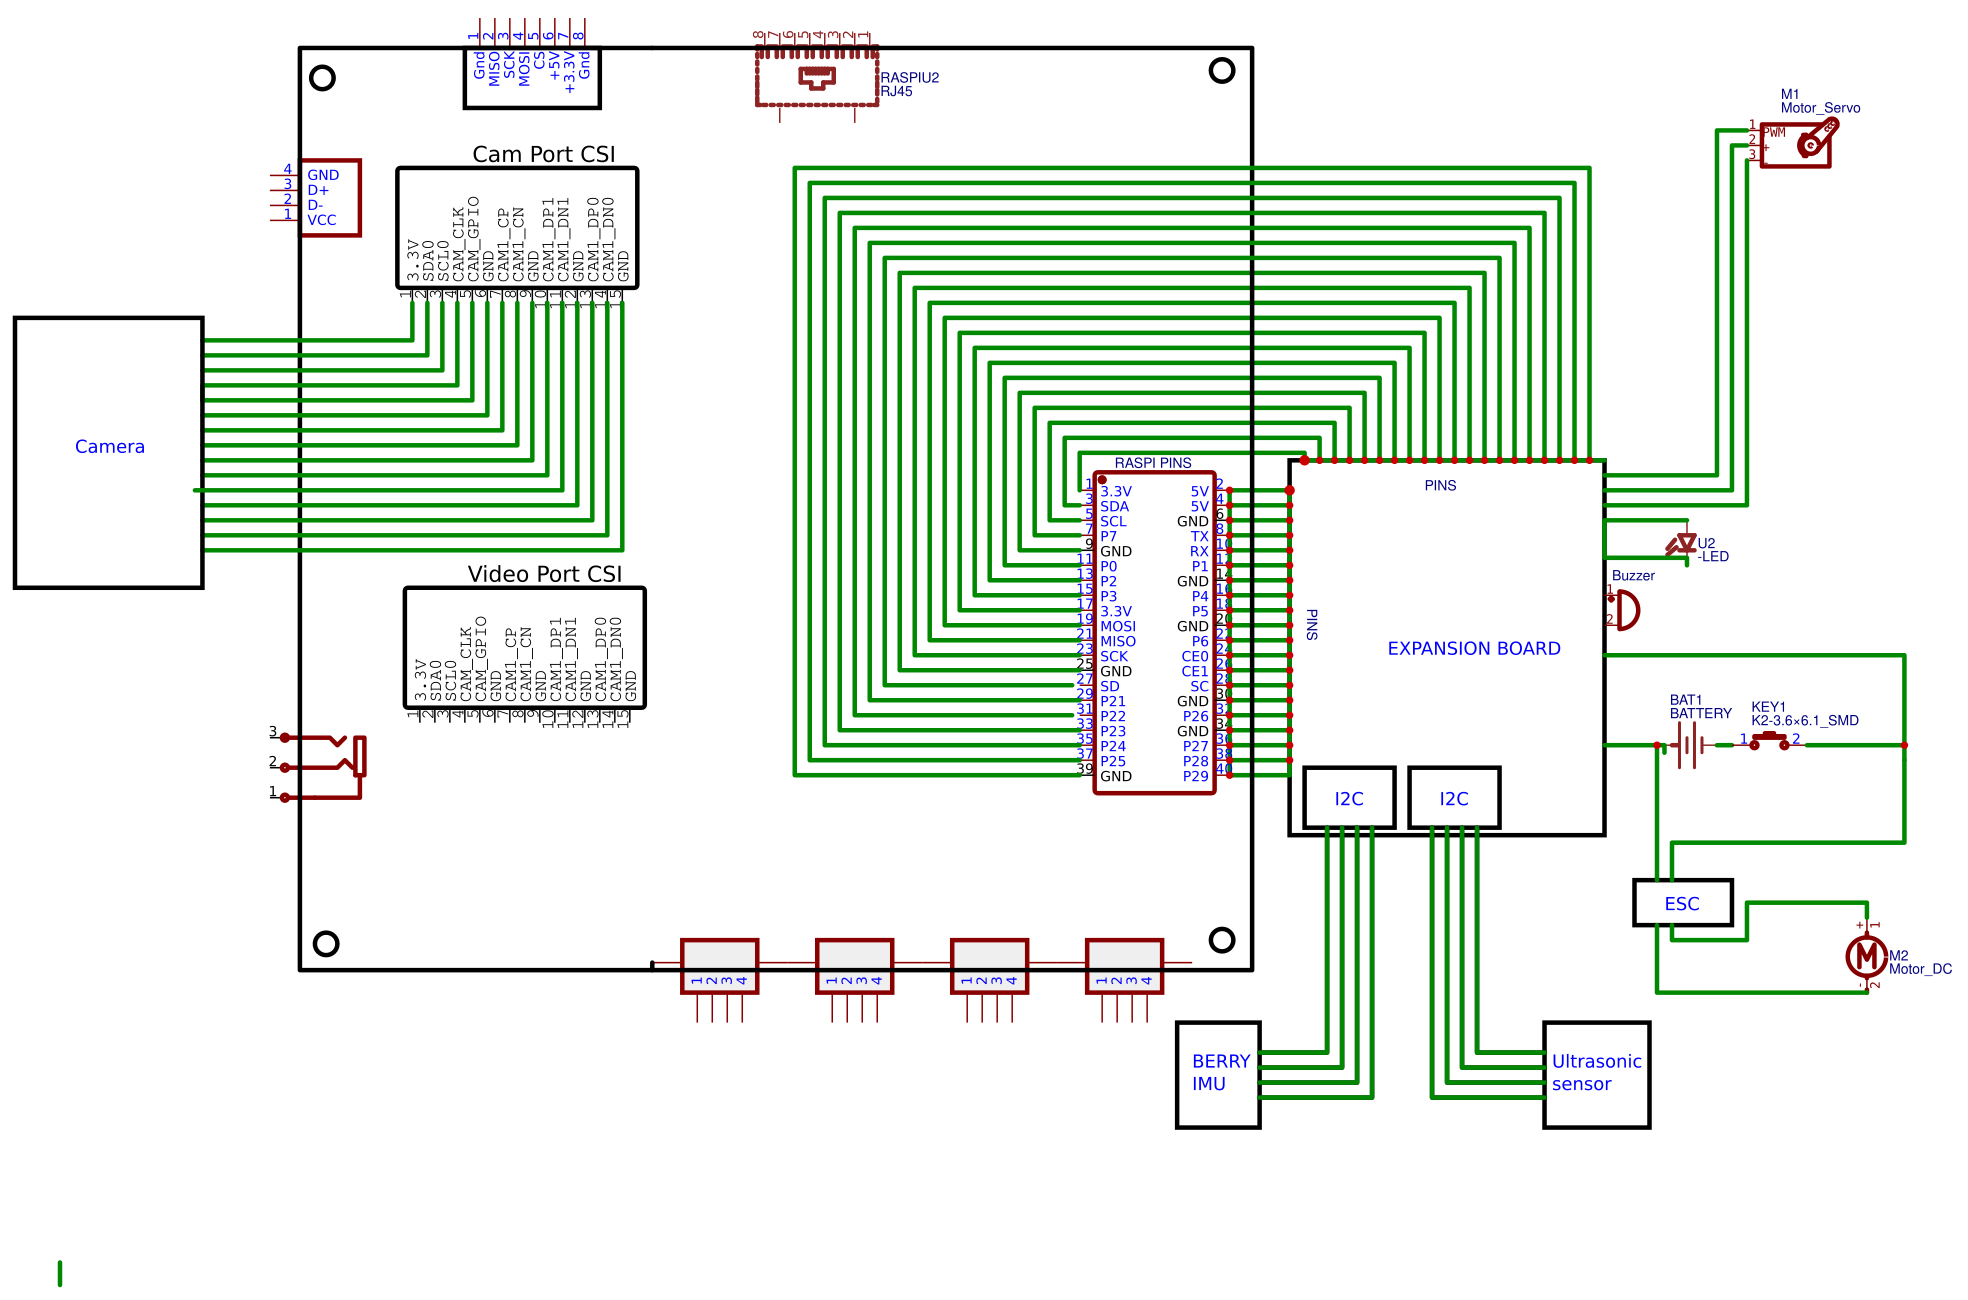 1 2 3 4 5 6 7 8
Gnd MISO SCK MOSI CS +5V +3.3V Gnd
8 7 6 5 4 3 2 1
RASPIU2
RJ45
M1
Motor_Servo
1 PWM
2 +
3 -
4 GND
3 D+
2 D-
1 VCC
Cam Port CSI
3.3V SDA0 SCL0 CAM_CLK CAM_GPIO GND CAM1_CP CAM1_CN GND CAM1_DP1 CAM1_DN1 GND CAM1_DP0 CAM1_DN0 GND
1 2 3 4 5 6 7 8 9 10 11 12 13 14 15
Camera
Video Port CSI
3.3V SDA0 SCL0 CAM_CLK CAM_GPIO GND CAM1_CP CAM1_CN GND CAM1_DP1 CAM1_DN1 GND CAM1_DP0 CAM1_DN0 GND
1 2 3 4 5 6 7 8 9 10 11 12 13 14 15
3
2
1
RASPI PINS
1 3.3V 5V 2
3 SDA 5V 4
5 SCL GND 6
7 P7 TX 8
9 GND RX 10
11 P0 P1
13 P2 GND 14
15 P3 P4 16
17 3.3V P5 18
19 MOSI GND 20
21 MISO P6
23 SCK CE0 24
25 GND CE1 26
27 SD SC 28
29 P21 GND 30
31 P22 P26
33 P23 GND 34
35 P24 P27 36
37 P25 P28 38
39 GND P29 40
PINS
PINS
EXPANSION BOARD
I2C
I2C
U2
-LED
Buzzer
1
2
BAT1
BATTERY
KEY1
K2-3.6×6.1_SMD
1 2
ESC
+ 1
M
M2
Motor_DC
- 2
1 2 3 4
1 2 3 4
1 2 3 4
1 2 3 4
BERRY
IMU
Ultrasonic
sensor